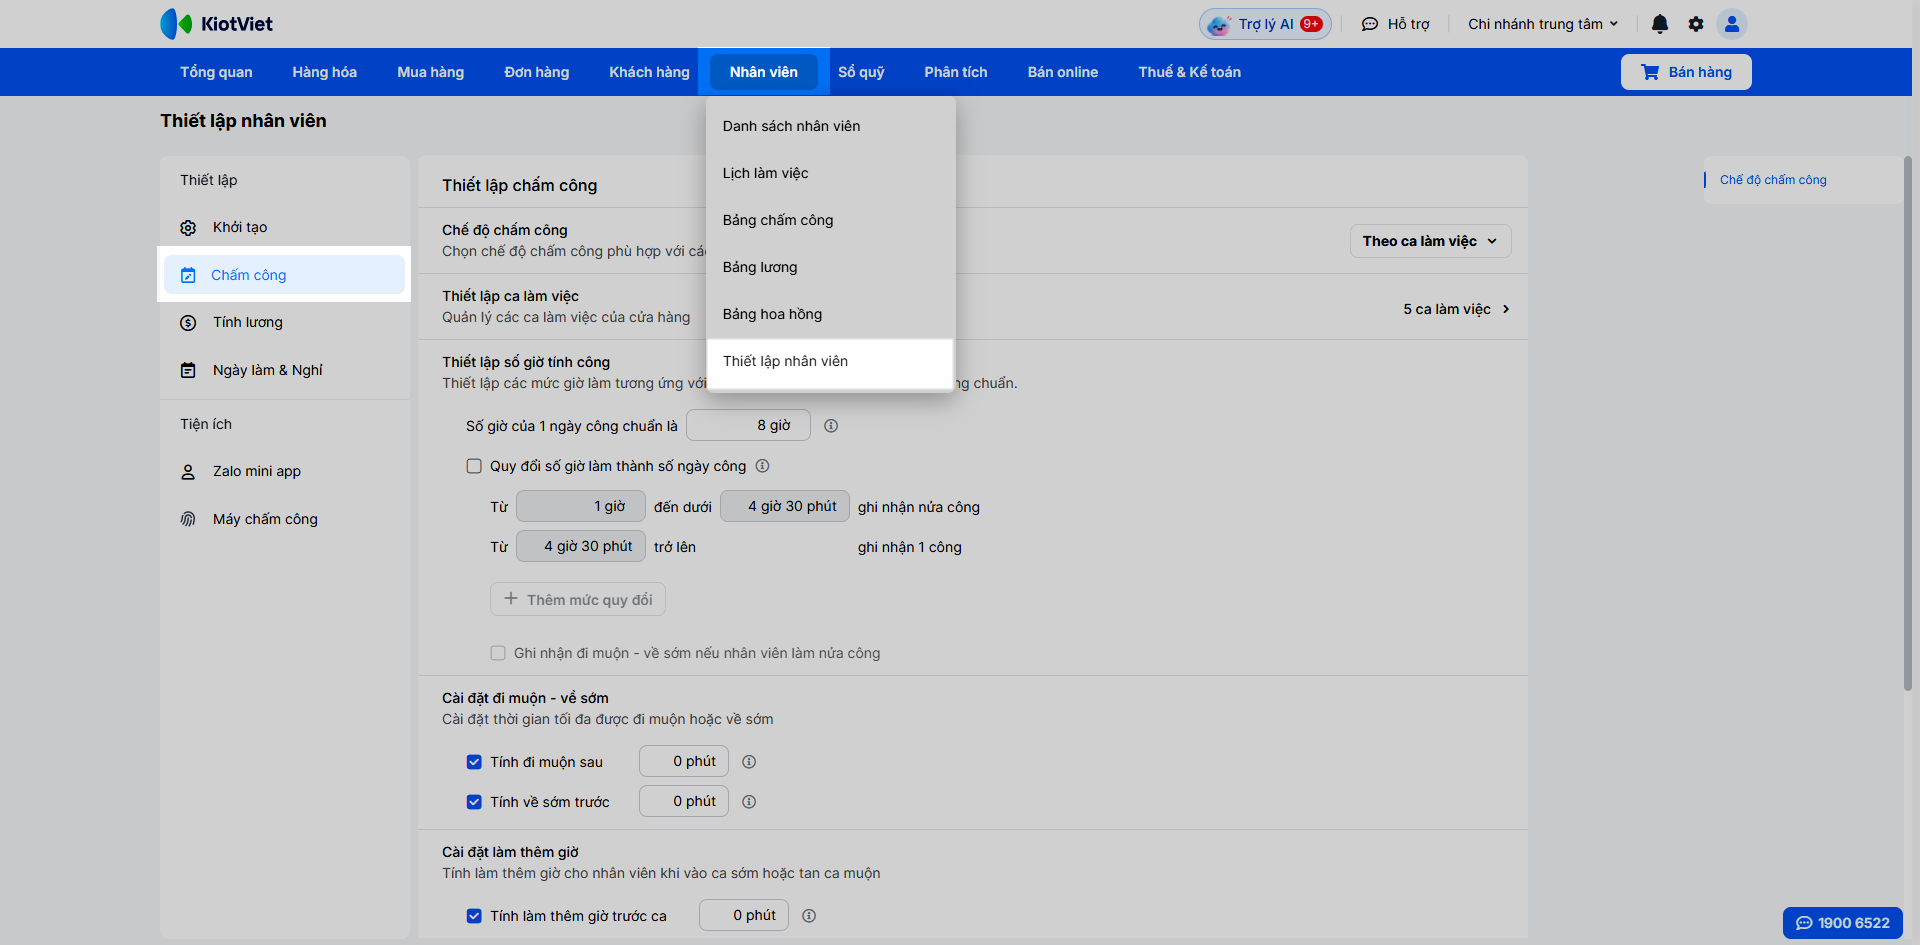 KiotViet
Trợ lý AI 9+
Hỗ trợ
Chi nhánh trung tâm
Tổng quan
Hàng hóa
Mua hàng
Đơn hàng
Khách hàng
Nhân viên
Sổ quỹ
Phân tích
Bán online
Thuế & Kế toán
Bán hàng
Thiết lập nhân viên
Danh sách nhân viên
Lịch làm việc
Bảng chấm công
Bảng lương
Bảng hoa hồng
Thiết lập nhân viên
Thiết lập
Khởi tạo
Chấm công
Tính lương
Ngày làm & Nghỉ
Tiện ích
Zalo mini app
Máy chấm công
Thiết lập chấm công
Chế độ chấm công
Chọn chế độ chấm công phù hợp với
Theo ca làm việc
Thiết lập ca làm việc
Quản lý các ca làm việc của cửa hàng
5 ca làm việc
Thiết lập số giờ tính công
Thiết lập các mức giờ làm tương ứng với chuẩn.
Số giờ của 1 ngày công chuẩn là 8 giờ
Quy đổi số giờ làm thành số ngày công
Từ 1 giờ đến dưới 4 giờ 30 phút ghi nhận nửa công
Từ 4 giờ 30 phút trở lên ghi nhận 1 công
Thêm mức quy đổi
Ghi nhận đi muộn - về sớm nếu nhân viên làm nửa công
Cài đặt đi muộn - về sớm
Cài đặt thời gian tối đa được đi muộn hoặc về sớm
Tính đi muộn sau 0 phút
Tính về sớm trước 0 phút
Cài đặt làm thêm giờ
Tính làm thêm giờ cho nhân viên khi vào ca sớm hoặc tan ca muộn
Tính làm thêm giờ trước ca 0 phút
Chế độ chấm công
1900 6522